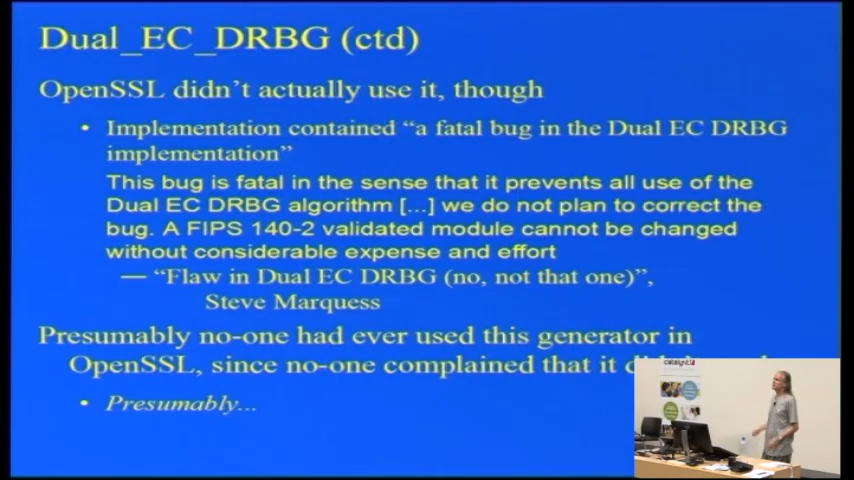 Dual_EC_DRBG (ctd)
OpenSSL didn't actually use it, though
• Implementation contained “a fatal bug in the Dual EC DRBG
implementation”
This bug is fatal in the sense that it prevents all use of the
Dual EC DRBG algorithm [...] we do not plan to correct the
bug. A FIPS 140-2 validated module cannot be changed
without considerable expense and effort
— “Flaw in Dual EC DRBG (no, not that one)”,
Steve Marquess
Presumably no-one had ever used this generator in
OpenSSL, since no-one complained that it
• Presumably...
catalyst